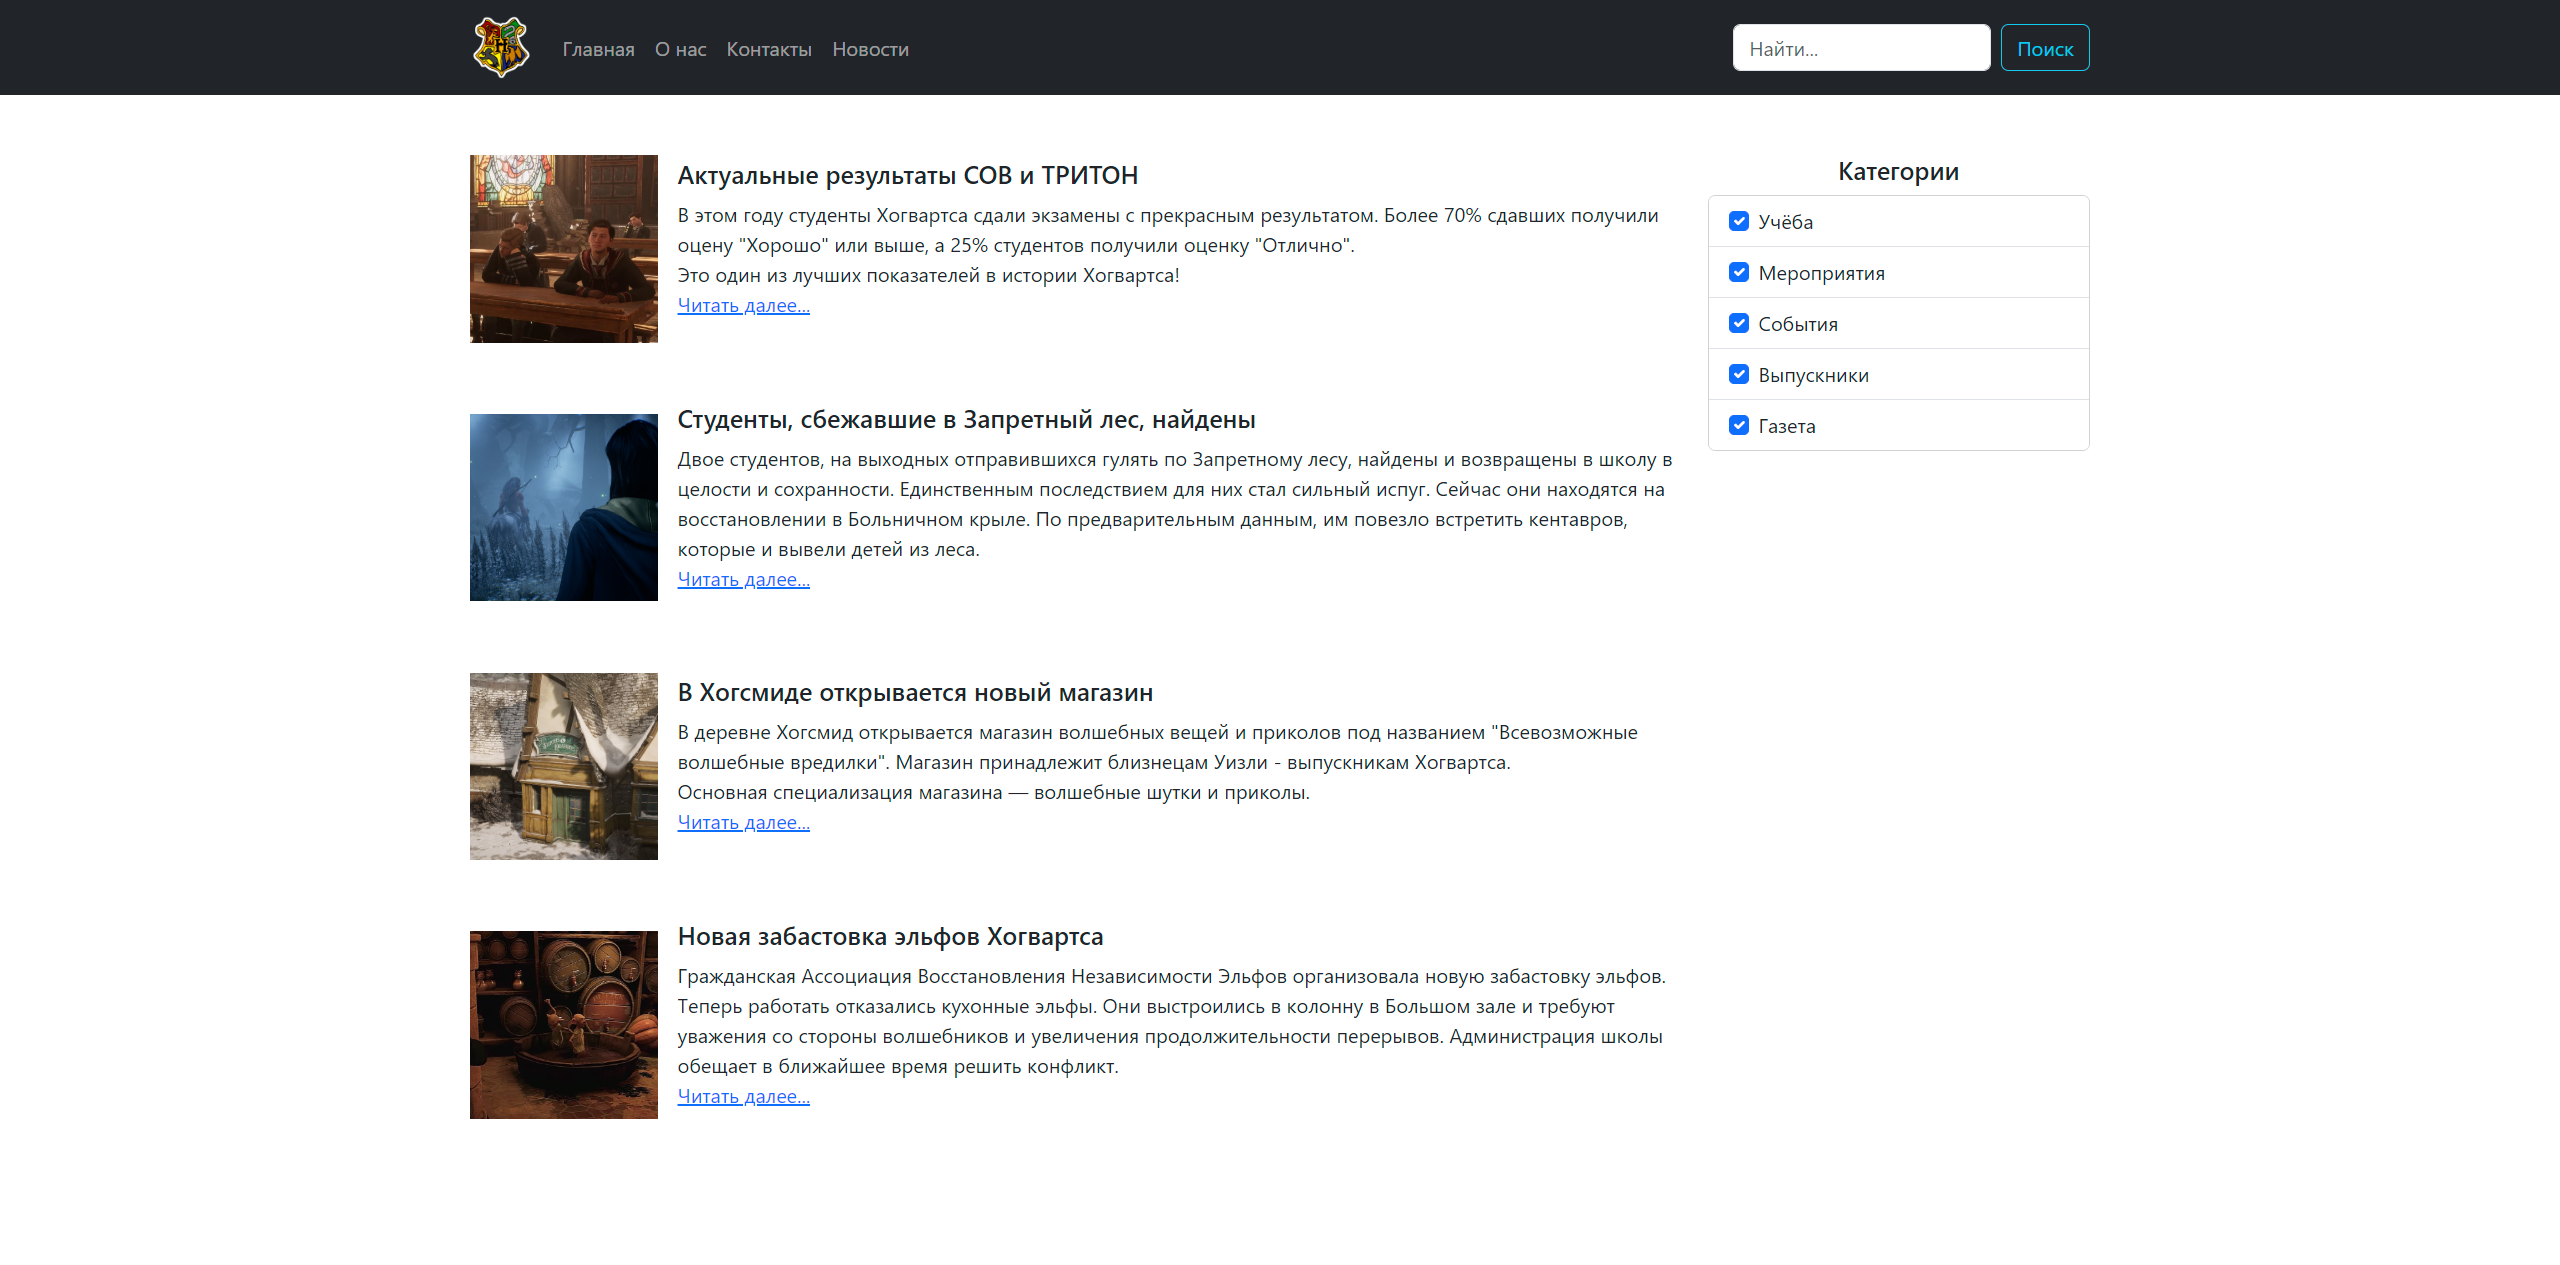 Главная О нас Контакты Новости
Найти...
Поиск
Актуальные результаты СОВ и ТРИТОН
В этом году студенты Хогвартса сдали экзамены с прекрасным результатом. Более 70% сдавших получили
оцену "Хорошо" или выше, а 25% студентов получили оценку "Отлично".
Это один из лучших показателей в истории Хогвартса!
Читать далее...
Студенты, сбежавшие в Запретный лес, найдены
Двое студентов, на выходных отправившихся гулять по Запретному лесу, найдены и возвращены в школу в
целости и сохранности. Единственным последствием для них стал сильный испуг. Сейчас они находятся на
восстановлении в Больничном крыле. По предварительным данным, им повезло встретить кентавров,
которые и вывели детей из леса.
Читать далее...
В Хогсмиде открывается новый магазин
В деревне Хогсмид открывается магазин волшебных вещей и приколов под названием "Всевозможные
волшебные вредилки". Магазин принадлежит близнецам Уизли - выпускникам Хогвартса.
Основная специализация магазина — волшебные шутки и приколы.
Читать далее...
Новая забастовка эльфов Хогвартса
Гражданская Ассоциация Восстановления Независимости Эльфов организовала новую забастовку эльфов.
Теперь работать отказались кухонные эльфы. Они выстроились в колонну в Большом зале и требуют
уважения со стороны волшебников и увеличения продолжительности перерывов. Администрация школы
обещает в ближайшее время решить конфликт.
Читать далее...
Категории
Учёба
Мероприятия
События
Выпускники
Газета